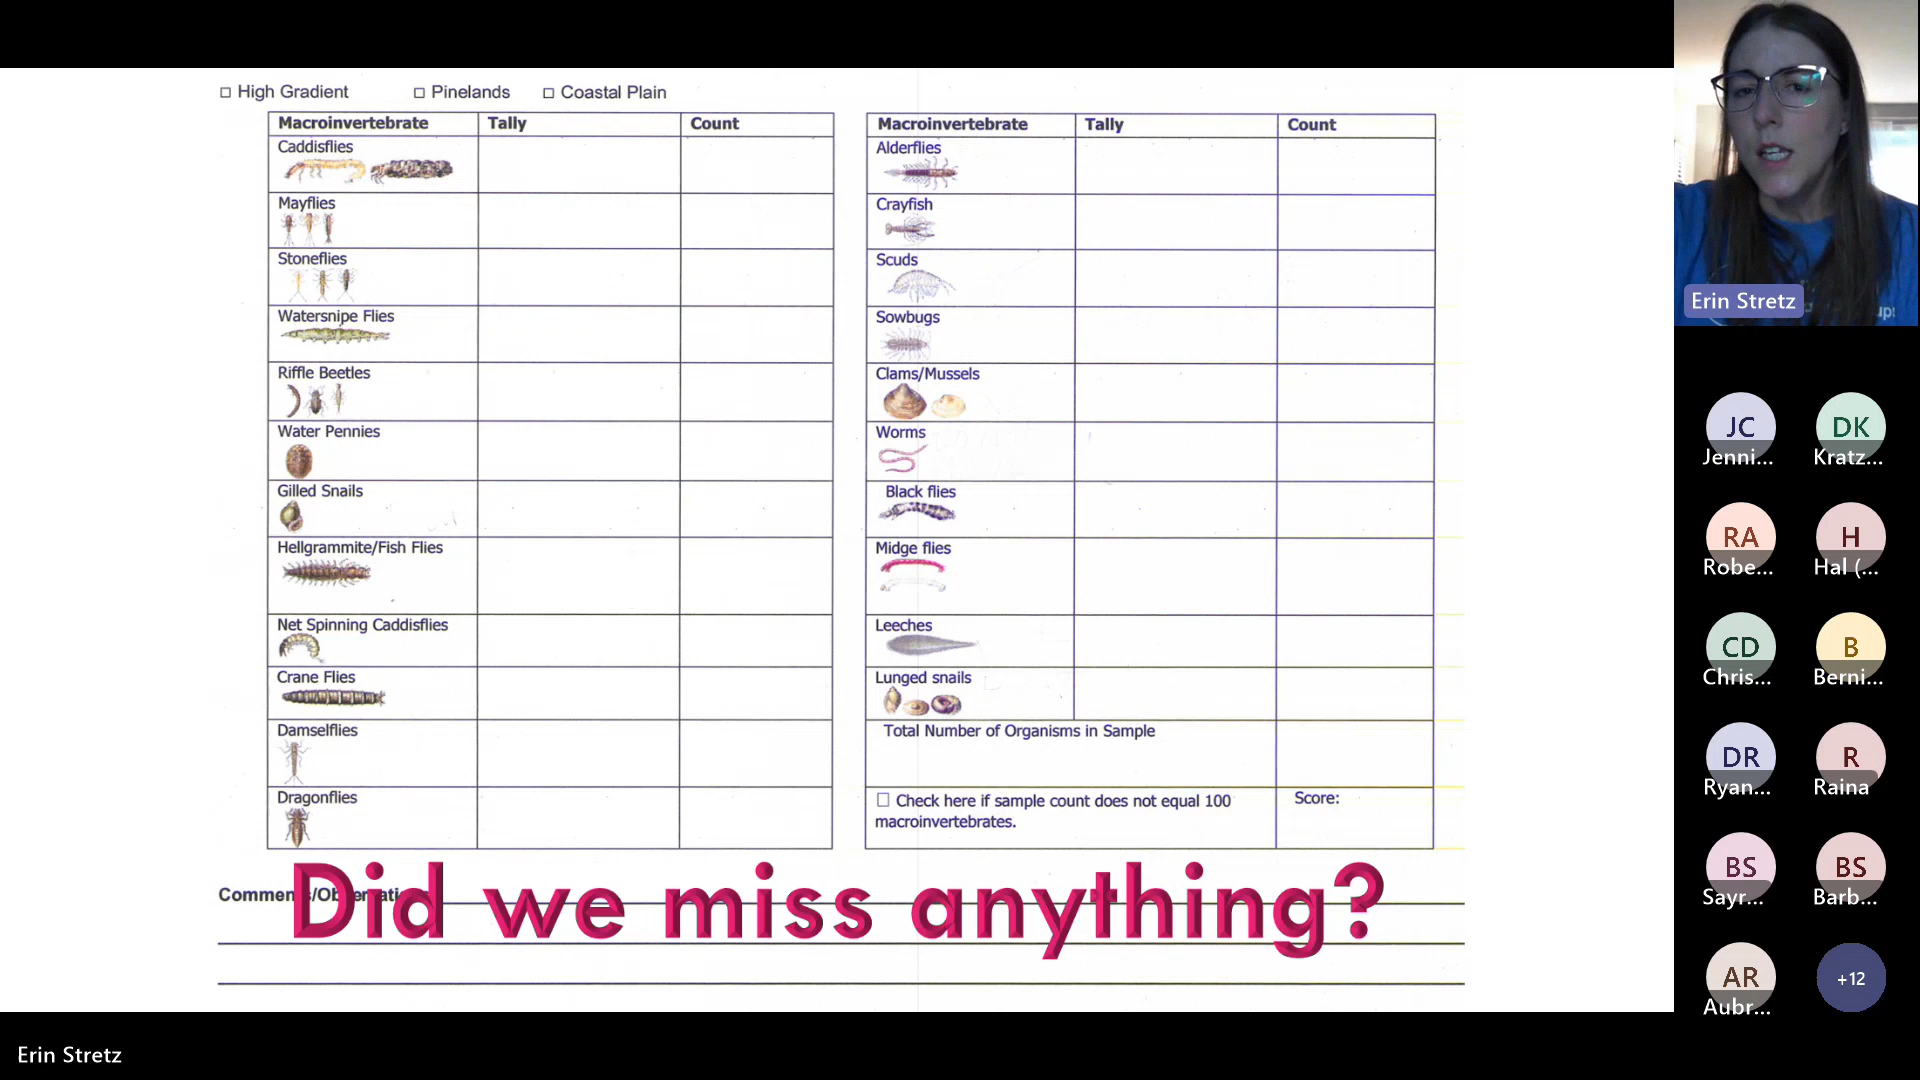 □ High Gradient □ Pinelands □ Coastal Plain
Macroinvertebrate Tally Count
Caddisflies
Mayflies
Stoneflies
Watersnipe Flies
Riffle Beetles
Water Pennies
Gilled Snails
Hellgrammite/Fish Flies
Net Spinning Caddisflies
Crane Flies
Damselflies
Dragonflies
Macroinvertebrate Tally Count
Alderflies
Crayfish
Scuds
Sowbugs
Clams/Mussels
Worms
Black flies
Midge flies
Leeches
Lunged snails
Total Number of Organisms in Sample
□ Check here if sample count does not equal 100
macroinvertebrates.
Score:
Did we miss anything?
Erin Stretz
up
JC
Jenni...
DK
Kratz...
RA
Robe...
H
Hal (...
CD
Chris...
B
Berni...
DR
Ryan...
R
Raina
BS
Sayr...
BS
Barb...
AR
Aubr...
+12
Erin Stretz